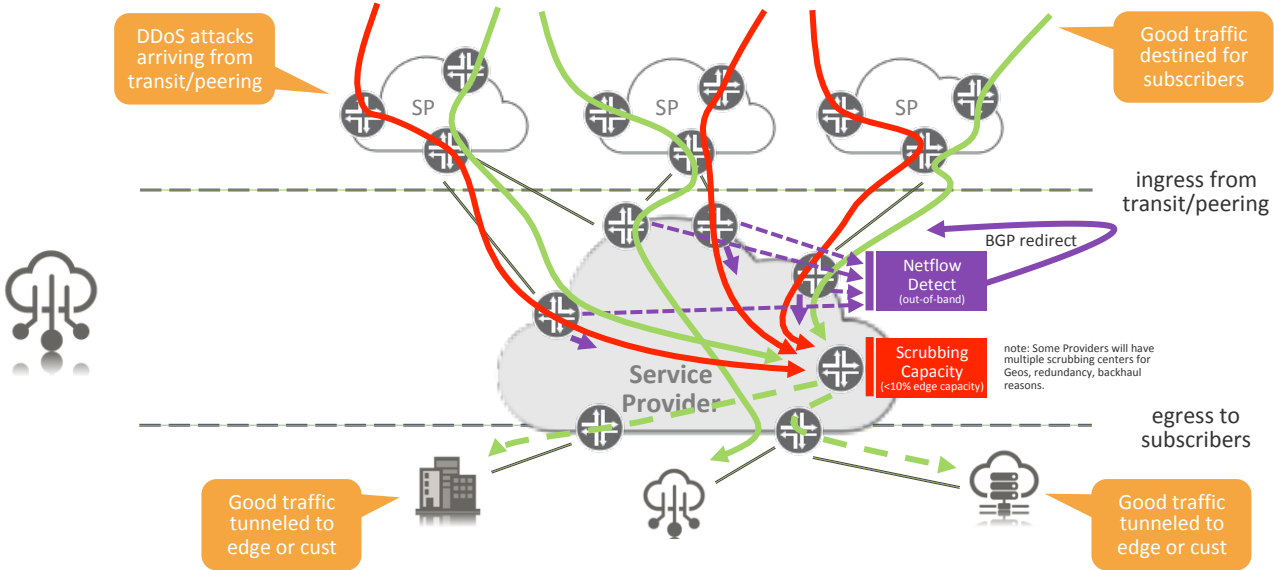 DDoS attacks
arriving from
transit/peering
SP
SP
SP
Good traffic
destined for
subscribers
ingress from
transit/peering
BGP redirect
Netflow
Detect
(out-of-band)
Scrubbing
Capacity
(<10% edge capacity)
note: Some Providers will have
multiple scrubbing centers for
Geos, redundancy, backhaul
reasons.
Service
Provider
egress to
subscribers
Good traffic
tunneled to
edge or cust
Good traffic
tunneled to
edge or cust